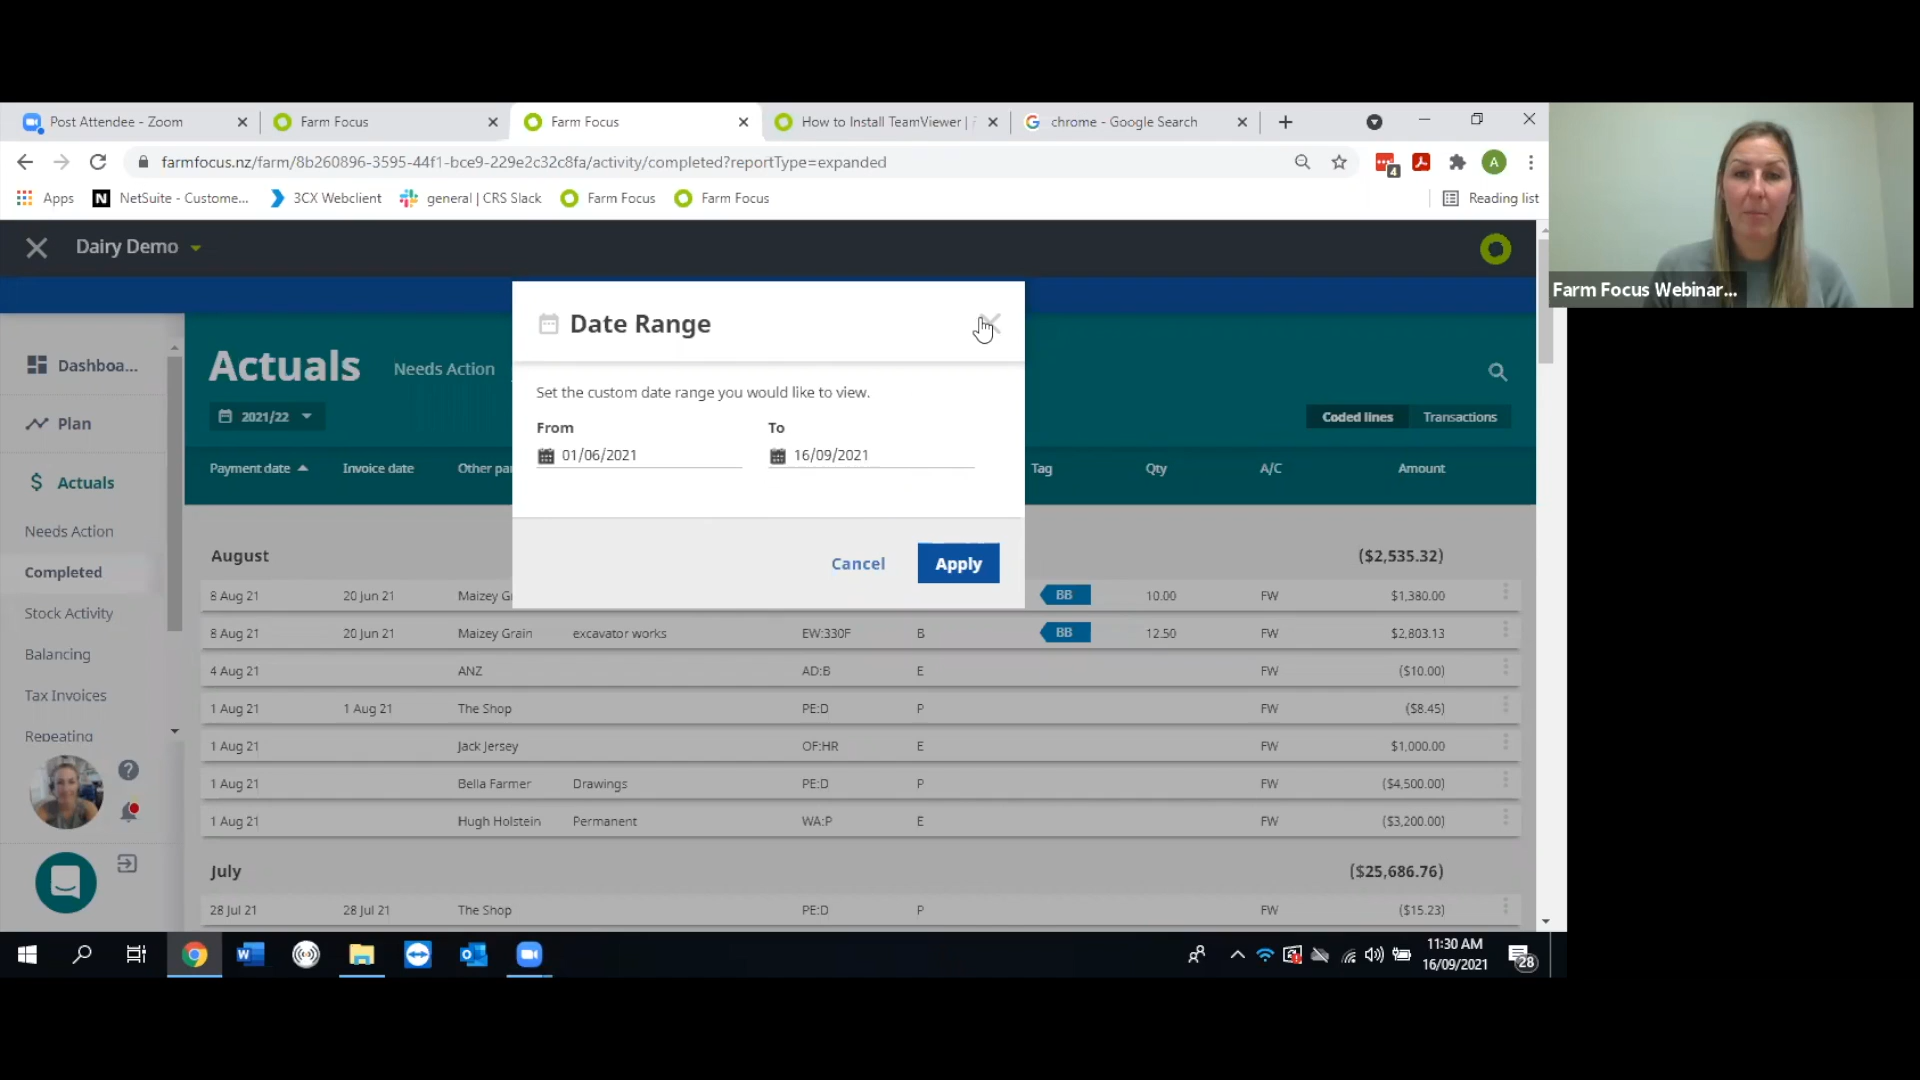 Post Attendee - Zoom
Farm Focus
Farm Focus
How to Install TeamViewer |
chrome - Google Search
farmfocus.nz/farm/8b260896-3595-44f1-bce9-229e2c32c8fa/activity/completed?reportType=expanded
4
A
Apps
NetSuite - Custome...
3CX Webclient
general | CRS Slack
Farm Focus
Farm Focus
Reading list
Dairy Demo
Farm Focus Webinar...
Date Range
Set the custom date range you would like to view.
From
To
01/06/2021
16/09/2021
Cancel
Apply
Dashboa...
Plan
Actuals
Needs Action
Completed
Stock Activity
Balancing
Tax Invoices
Repeating
Actuals
Needs Action
2021/22
Coded lines
Transactions
Payment date Invoice date Other pa Tag Qty A/C Amount
August ($2,535.32)
8 Aug 21 20 Jun 21 Maizey G BB 10.00 FW $1,380.00
8 Aug 21 20 Jun 21 Maizey Grain excavator works EW:330F B BB 12.50 FW $2,803.13
4 Aug 21 ANZ AD:B E FW ($10.00)
1 Aug 21 1 Aug 21 The Shop PE:D P FW ($8.45)
1 Aug 21 Jack Jersey OF:HR E FW $1,000.00
1 Aug 21 Bella Farmer Drawings PE:D P FW ($4,500.00)
1 Aug 21 Hugh Holstein Permanent WA:P E FW ($3,200.00)
July ($25,686.76)
28 Jul 21 28 Jul 21 The Shop PE:D P FW ($15.23)
11:30 AM
16/09/2021
28